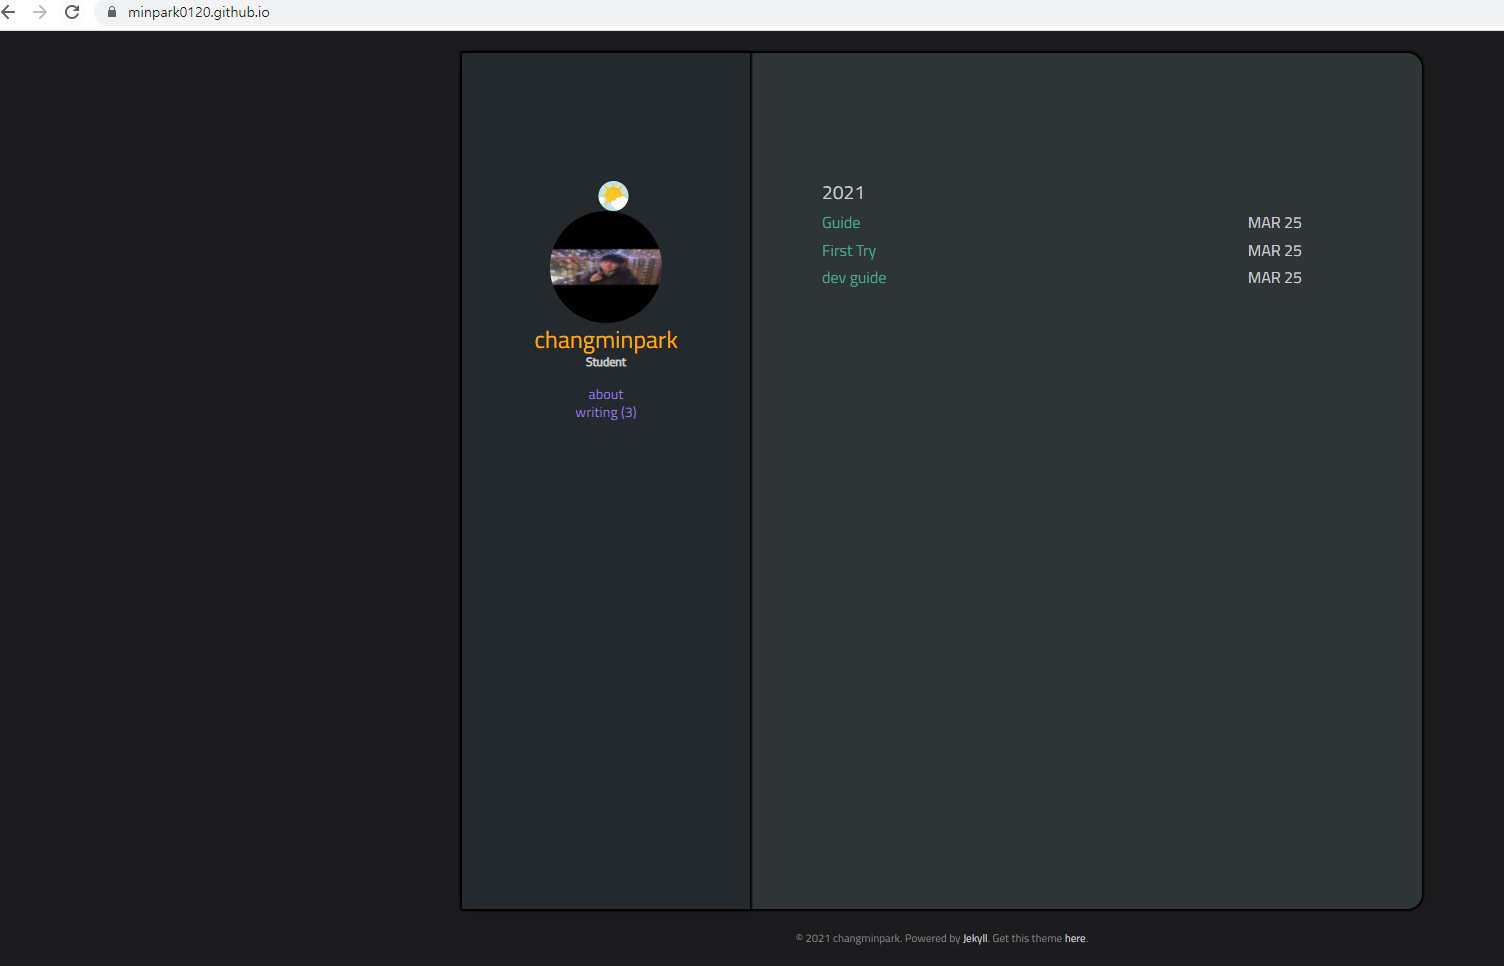 minpark0120.github.io
changminpark
Student
about
writing (3)
2021
Guide MAR 25
First Try MAR 25
dev guide MAR 25
© 2021 changminpark. Powered by Jekyll. Get this theme here.